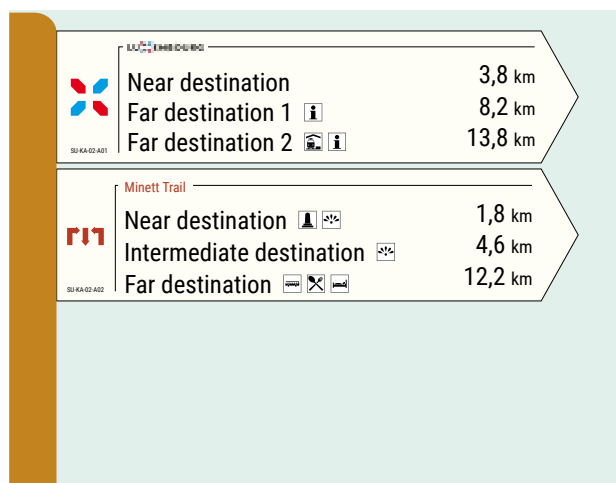 LUXEMBOURG
Near destination 3,8 km
Far destination 1 8,2 km
Far destination 2 13,8 km
SU-KA-02-A01
Minett Trail
Near destination 1,8 km
Intermediate destination 4,6 km
Far destination 12,2 km
SU-KA-02-A02